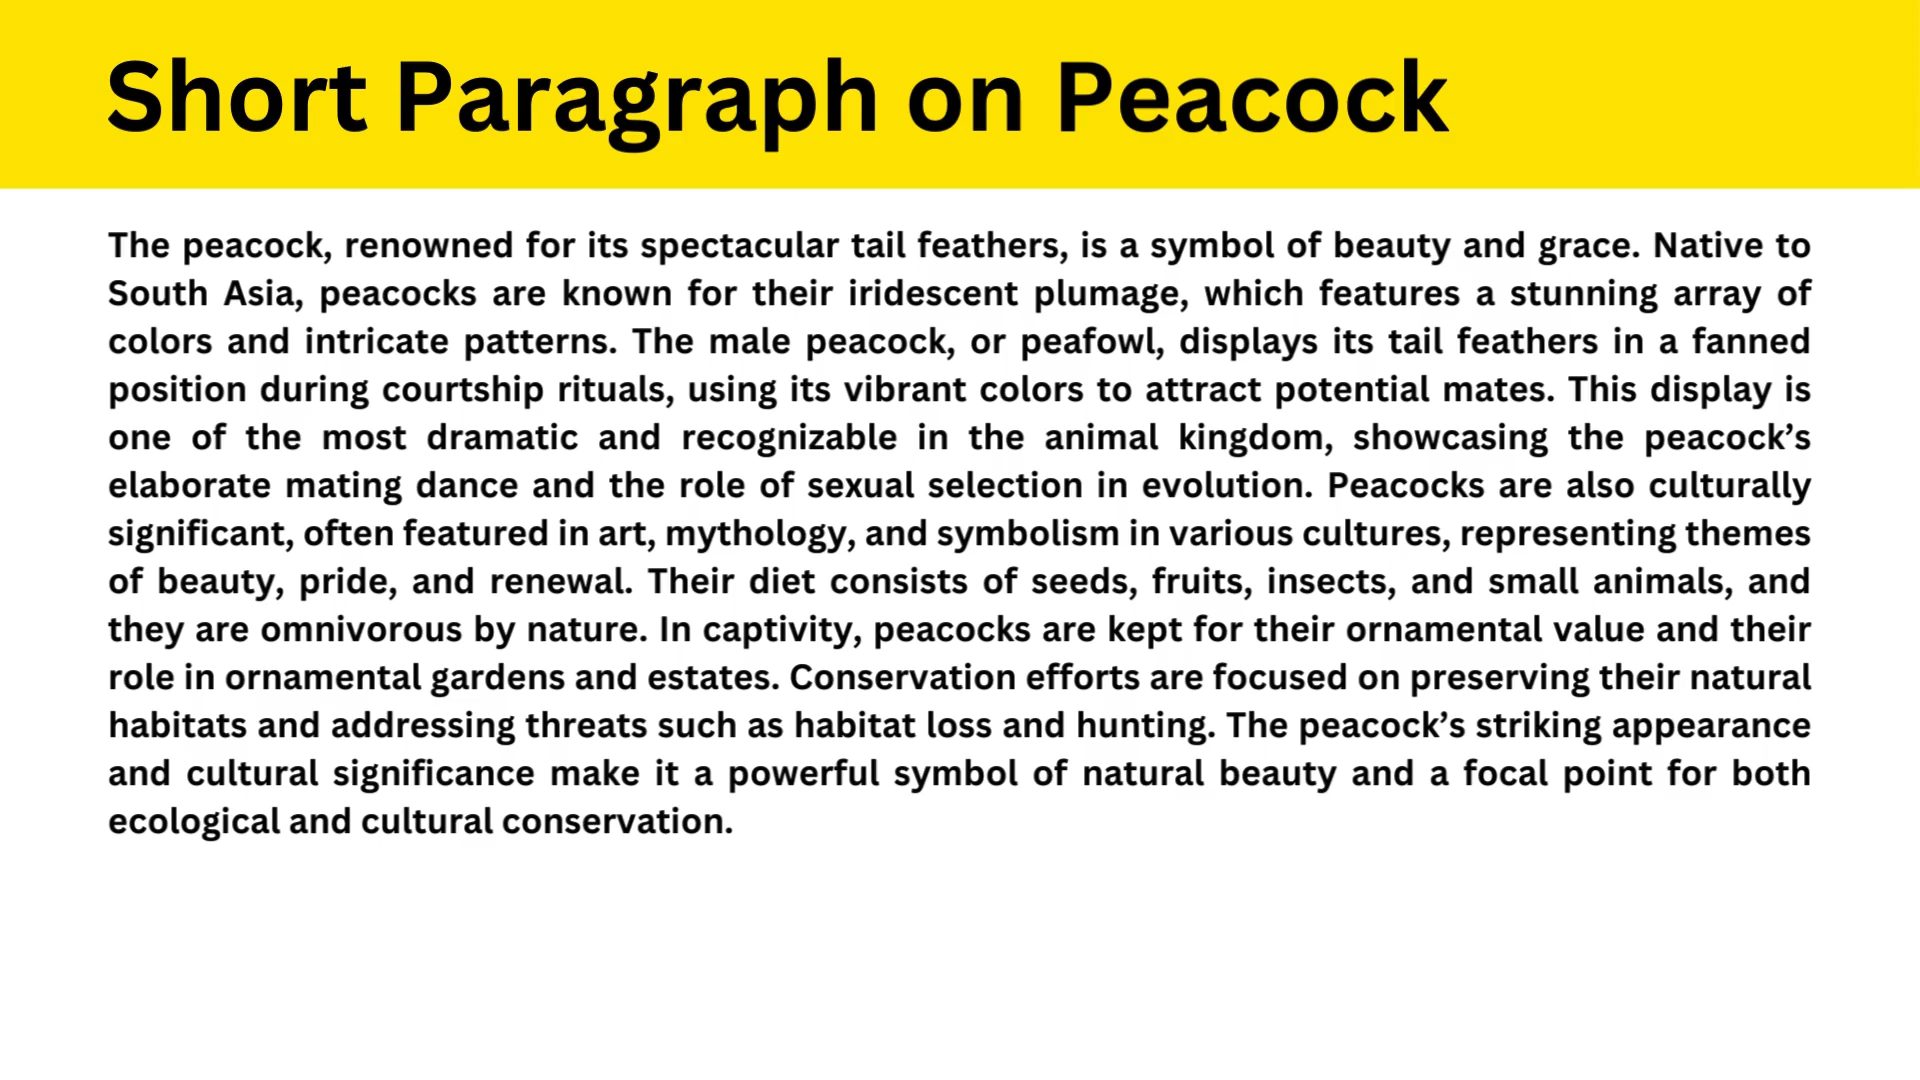 Short Paragraph on Peacock
The peacock, renowned for its spectacular tail feathers, is a symbol of beauty and grace. Native to
South Asia, peacocks are known for their iridescent plumage, which features a stunning array of
colors and intricate patterns. The male peacock, or peafowl, displays its tail feathers in a fanned
position during courtship rituals, using its vibrant colors to attract potential mates. This display is
one of the most dramatic and recognizable in the animal kingdom, showcasing the peacock’s
elaborate mating dance and the role of sexual selection in evolution. Peacocks are also culturally
significant, often featured in art, mythology, and symbolism in various cultures, representing themes
of beauty, pride, and renewal. Their diet consists of seeds, fruits, insects, and small animals, and
they are omnivorous by nature. In captivity, peacocks are kept for their ornamental value and their
role in ornamental gardens and estates. Conservation efforts are focused on preserving their natural
habitats and addressing threats such as habitat loss and hunting. The peacock’s striking appearance
and cultural significance make it a powerful symbol of natural beauty and a focal point for both
ecological and cultural conservation.